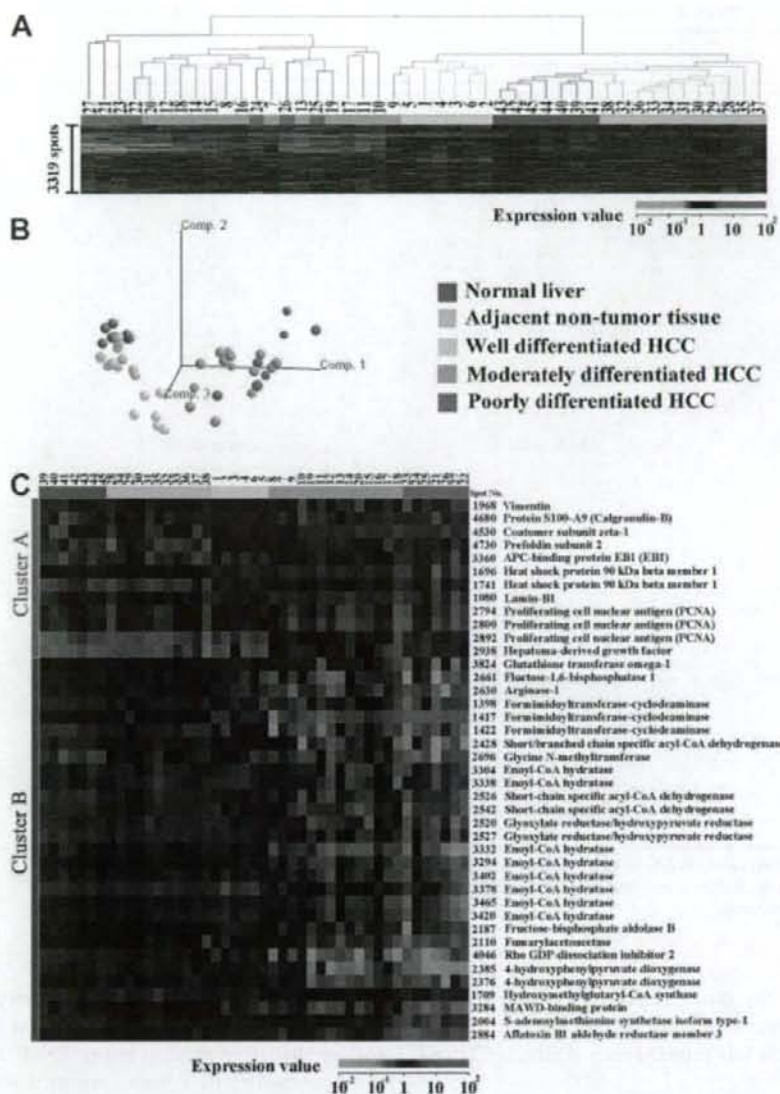 A
3319 spots
Expression value
10-2 10-1 1 10 102
B
Comp. 2
Comp. 1
Comp. 3
Normal liver
Adjacent non-tumor tissue
Well differentiated HCC
Moderately differentiated HCC
Poorly differentiated HCC
C
Spot No.
Cluster A
1968 Vimentin
4680 Protein S100-A9 (Calgranulin-B)
4530 Coatomer subunit zeta-1
4730 Prefoldin subunit 2
3360 APC-binding protein EB1 (EB1)
1696 Heat shock protein 90 kDa beta member 1
1741 Heat shock protein 90 kDa beta member 1
1080 Lamin-B1
2794 Proliferating cell nuclear antigen (PCNA)
2800 Proliferating cell nuclear antigen (PCNA)
2892 Proliferating cell nuclear antigen (PCNA)
2938 Hepatoma-derived growth factor
Cluster B
3824 Glutathione transferase omega-1
2661 Fluctose-1,6-bisphosphatase 1
2630 Arginase-1
1398 Formimidoyltransferase-cyclodeaminase
1417 Formimidoyltransferase-cyclodeaminase
1422 Formimidoyltransferase-cyclodeaminase
2428 Short/branched chain specific acyl-CoA dehydrogenase
2696 Glycine N-methyltransferase
3304 Enoyl-CoA hydratase
3338 Enoyl-CoA hydratase
2526 Short-chain specific acyl-CoA dehydrogenase
2542 Short-chain specific acyl-CoA dehydrogenase
2520 Glyoxylate reductase/hydroxypyruvate reductase
2527 Glyoxylate reductase/hydroxypyruvate reductase
3332 Enoyl-CoA hydratase
3294 Enoyl-CoA hydratase
3402 Enoyl-CoA hydratase
3378 Enoyl-CoA hydratase
3465 Enoyl-CoA hydratase
3420 Enoyl-CoA hydratase
2187 Fructose-bisphosphate aldolase B
2110 Fumarylacetoacetase
4046 Rho GDP-dissociation inhibitor 2
2385 4-hydroxyphenylpyruvate dioxygenase
2376 4-hydroxyphenylpyruvate dioxygenase
1709 Hydroxymethylglutaryl-CoA synthase
3284 MAWD-binding protein
2004 S-adenosylmethionine synthetase isoform type-1
2884 Aflatoxin B1 aldehyde reductase member 3
Expression value
10-2 10-1 1 10 102